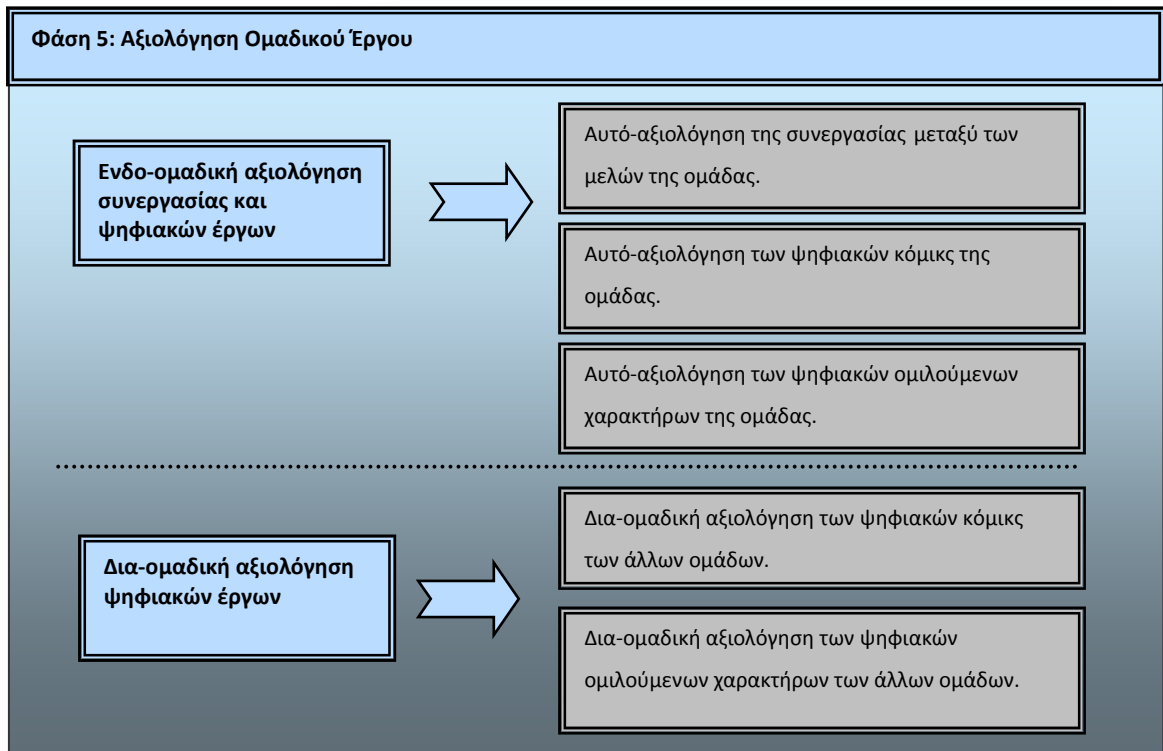 Φάση 5: Αξιολόγηση Ομαδικού Έργου
Ενδο-ομαδική αξιολόγηση
συνεργασίας και
ψηφιακών έργων
Αυτό-αξιολόγηση της συνεργασίας μεταξύ των
μελών της ομάδας.
Αυτό-αξιολόγηση των ψηφιακών κόμικς της
ομάδας.
Αυτό-αξιολόγηση των ψηφιακών ομιλούμενων
χαρακτήρων της ομάδας.
Δια-ομαδική αξιολόγηση
ψηφιακών έργων
Δια-ομαδική αξιολόγηση των ψηφιακών κόμικς
των άλλων ομάδων.
Δια-ομαδική αξιολόγηση των ψηφιακών
ομιλούμενων χαρακτήρων των άλλων ομάδων.